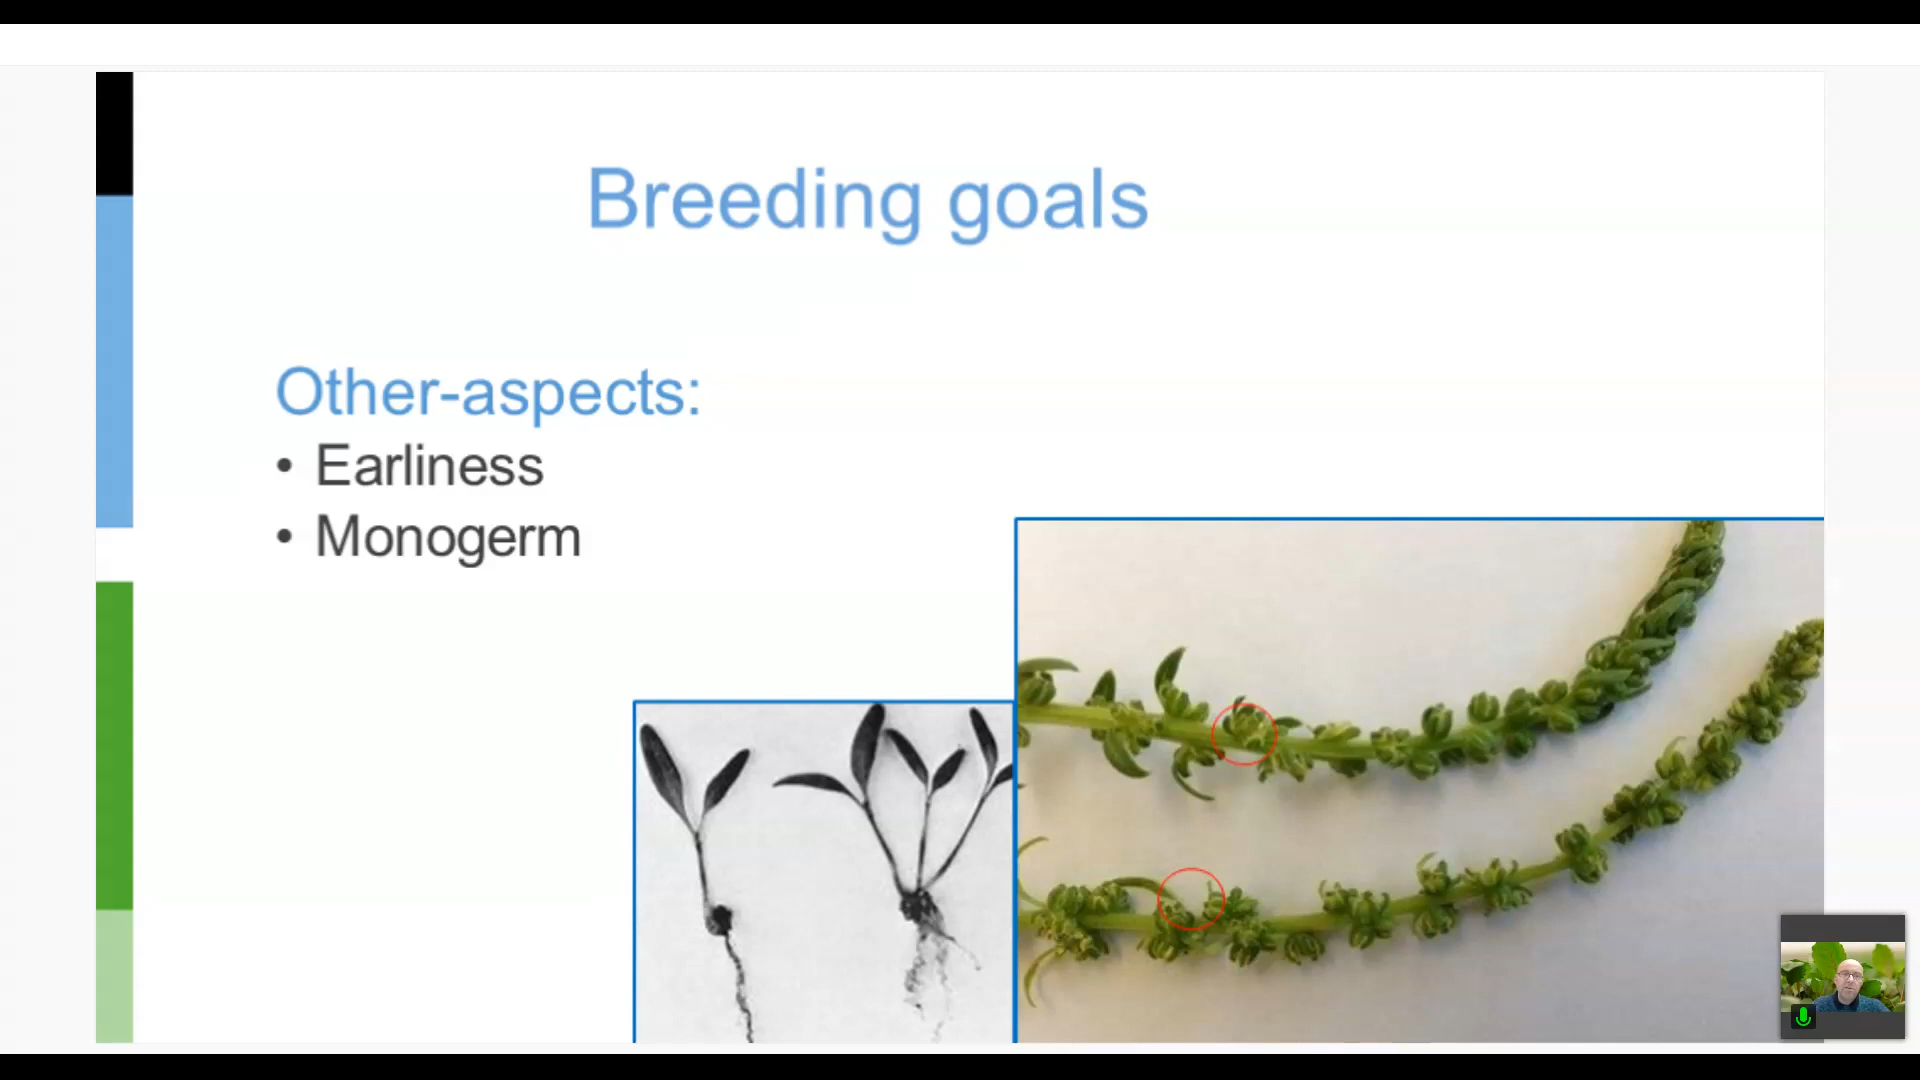 Breeding goals
Other-aspects:
• Earliness
• Monogerm